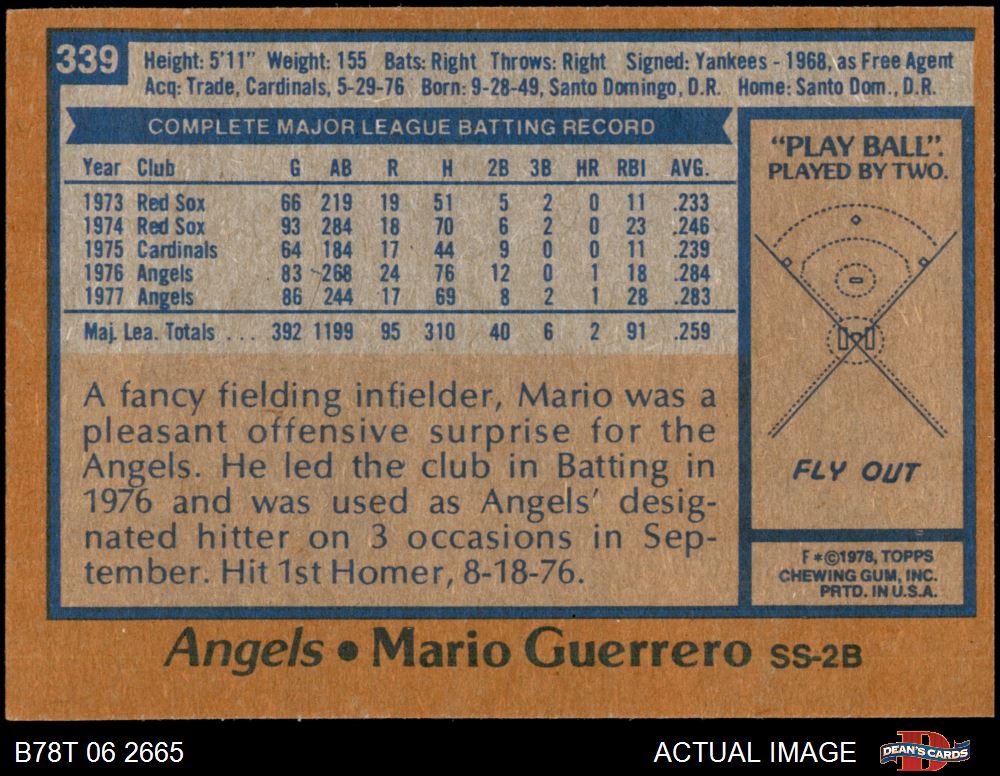 339
Height: 5'11" Weight: 155 Bats: Right Throws: Right Signed: Yankees - 1968, as Free Agent
Acq: Trade, Cardinals, 5-29-76 Born: 9-28-49, Santo Domingo, D.R. Home: Santo Dom., D.R.
COMPLETE MAJOR LEAGUE BATTING RECORD
Year Club G AB R H 2B 3B HR RBI AVG.
1973 Red Sox 66 219 19 51 5 2 0 11 .233
1974 Red Sox 93 284 18 70 6 2 0 23 .246
1975 Cardinals 64 184 17 44 9 0 0 11 .239
1976 Angels 83 268 24 76 12 0 1 18 .284
1977 Angels 86 244 17 69 8 2 1 28 .283
Maj. Lea. Totals . . . 392 1199 95 310 40 6 2 91 .259
A fancy fielding infielder, Mario was a
pleasant offensive surprise for the
Angels. He led the club in Batting in
1976 and was used as Angels' desig-
nated hitter on 3 occasions in Sep-
tember. Hit 1st Homer, 8-18-76.
"PLAY BALL".
PLAYED BY TWO.
FLY OUT
F*©1978, TOPPS
CHEWING GUM, INC.
PRTD. IN U.S.A.
Angels • Mario Guerrero SS-2B
B78T 06 2665
ACTUAL IMAGE
DEAN'S CARDS